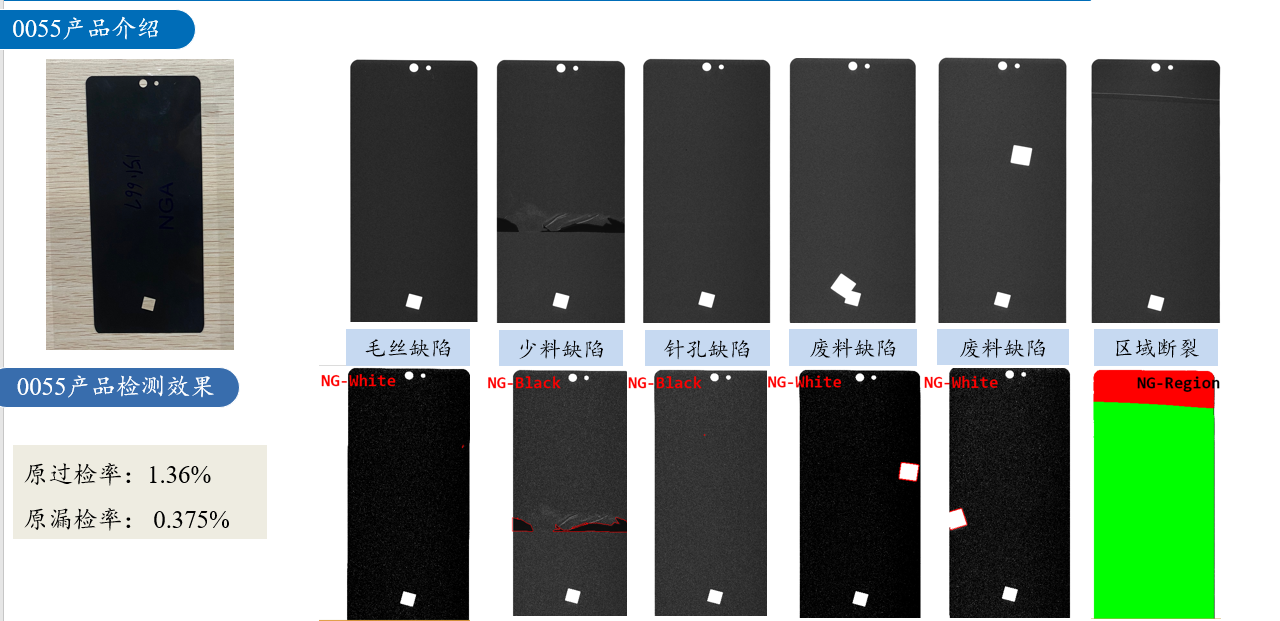 0055产品介绍
NGA
毛丝缺陷
少料缺陷
针孔缺陷
废料缺陷
废料缺陷
区域断裂
0055产品检测效果
NG-White
NG-Black
NG-Black
NG-White
NG-White
NG-Region
原过检率：1.36%
原漏检率： 0.375%